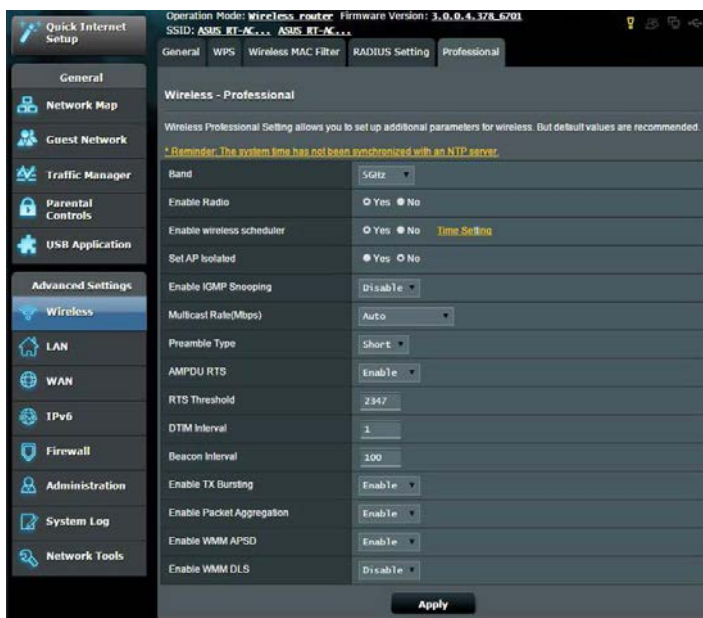 Quick Internet
Setup
General
Network Map
Guest Network
Traffic Manager
Parental
Controls
USB Application
Advanced Settings
Wireless
LAN
WAN
IPv6
Firewall
Administration
System Log
Network Tools
Operation Mode: Wireless router Firmware Version: 3.0.0.4.378_6701
SSID: ASUS RT-AC... ASUS RT-AC...
General WPS Wireless MAC Filter RADIUS Setting Professional
Wireless - Professional
Wireless Professional Setting allows you to set up additional parameters for wireless. But default values are recommended.
* Reminder: The system time has not been synchronized with an NTP server.
Band 5GHz
Enable Radio Yes No
Enable wireless scheduler Yes No Time Setting
Set AP Isolated Yes No
Enable IGMP Snooping Disable
Multicast Rate(Mbps) Auto
Preamble Type Short
AMPDU RTS Enable
RTS Threshold 2347
DTIM Interval 1
Beacon Interval 100
Enable TX Bursting Enable
Enable Packet Aggregation Enable
Enable WMM APSD Enable
Enable WMM DLS Disable
Apply